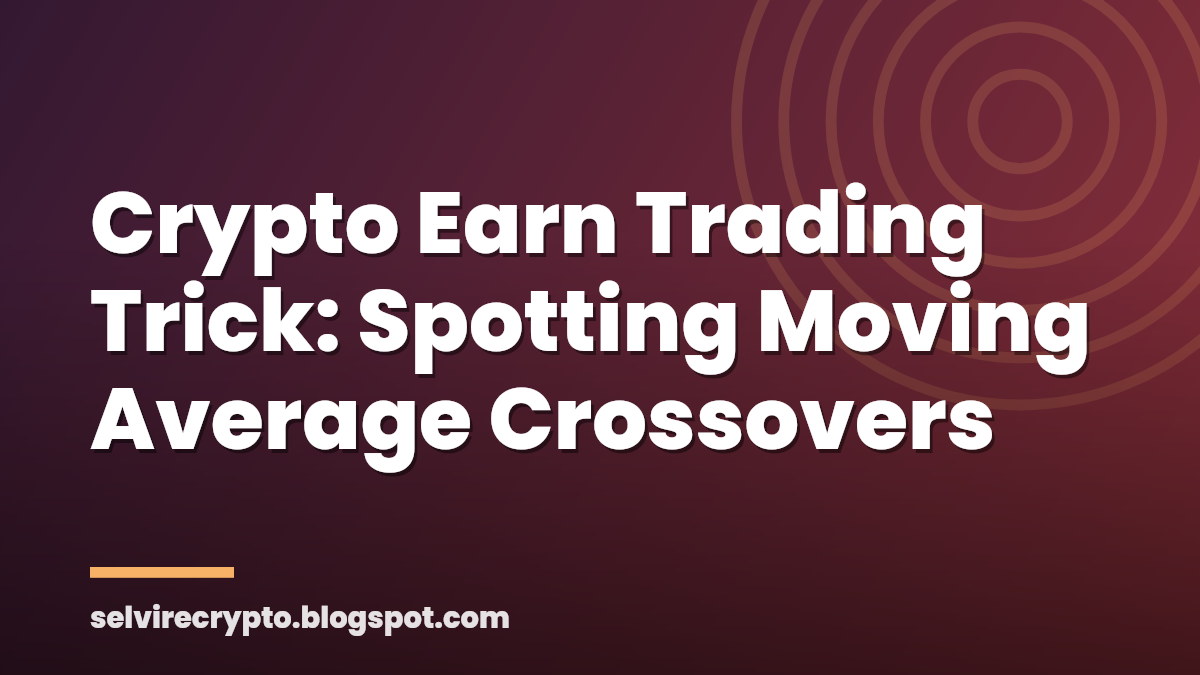 Crypto Earn Trading
Trick: Spotting Moving
Average Crossovers
selvirecrypto.blogspot.com